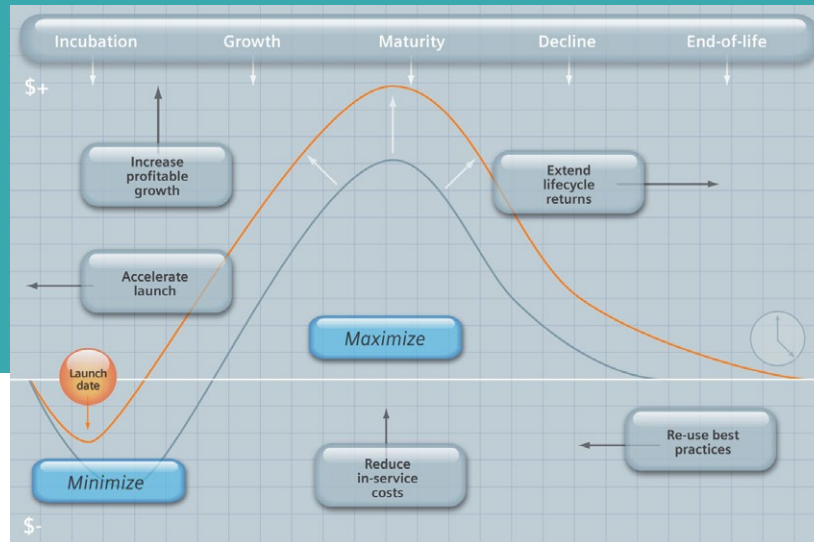 Incubation Growth Maturity Decline End-of-life
$+
Increase
profitable
growth
Extend
lifecycle
returns
Accelerate
launch
Maximize
Launch
date
Minimize
Reduce
in-service
costs
Re-use best
practices
$-